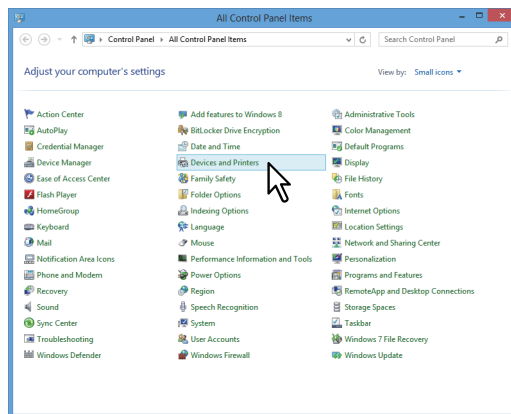 All Control Panel Items
Control Panel All Control Panel Items Search Control Panel
Adjust your computer's settings View by: Small icons
Action Center Add features to Windows 8 Administrative Tools
AutoPlay BitLocker Drive Encryption Color Management
Credential Manager Date and Time Default Programs
Device Manager Devices and Printers Display
Ease of Access Center Family Safety File History
Flash Player Folder Options Fonts
HomeGroup Indexing Options Internet Options
Keyboard Language Location Settings
Mail Mouse Network and Sharing Center
Notification Area Icons Performance Information and Tools Personalization
Phone and Modem Power Options Programs and Features
Recovery Region RemoteApp and Desktop Connections
Sound Speech Recognition Storage Spaces
Sync Center System Taskbar
Troubleshooting User Accounts Windows 7 File Recovery
Windows Defender Windows Firewall Windows Update